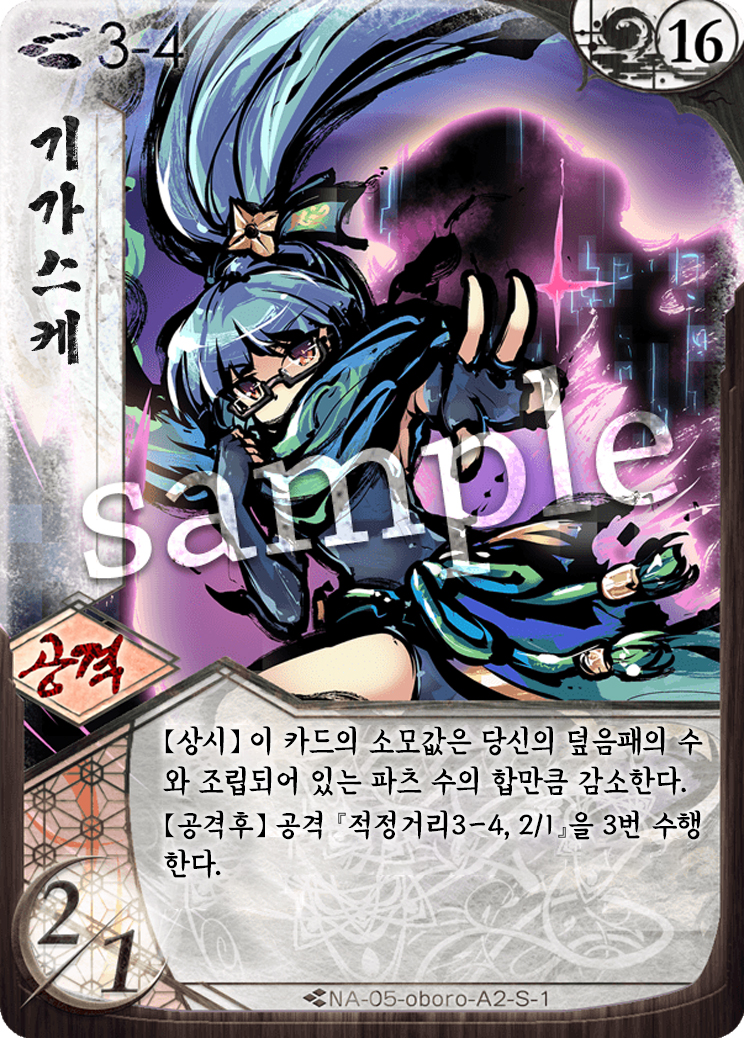 3-4
16
기가스케
sample
공격
【상시】 이 카드의 소모값은 당신의 덮음패의 수
와 조립되어 있는 파츠 수의 합만큼 감소한다.
【공격후】 공격 『적정거리3-4, 2/1』을 3번 수행
한다.
2/1
NA-05-oboro-A2-S-1